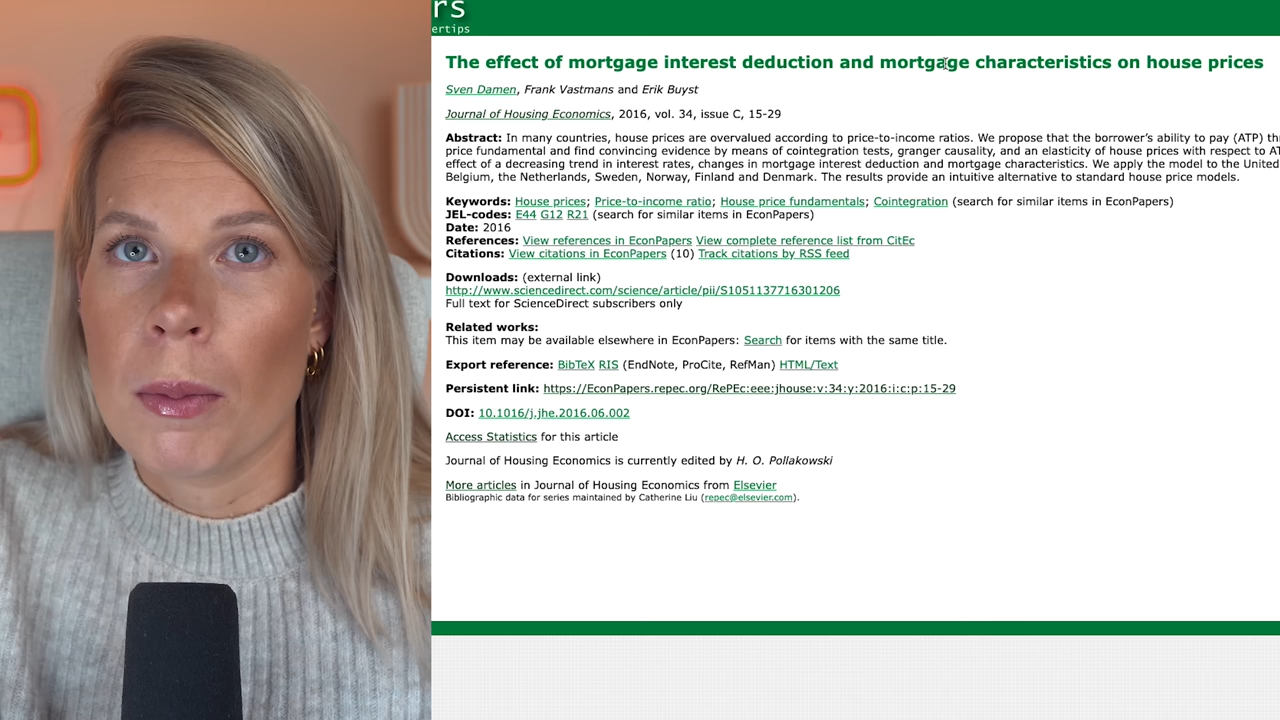 rs
ertips
The effect of mortgage interest deduction and mortgage characteristics on house prices
Sven Damen, Frank Vastmans and Erik Buyst
Journal of Housing Economics, 2016, vol. 34, issue C, 15-29
Abstract: In many countries, house prices are overvalued according to price-to-income ratios. We propose that the borrower's ability to pay (ATP) th
price fundamental and find convincing evidence by means of cointegration tests, granger causality, and an elasticity of house prices with respect to AT
effect of a decreasing trend in interest rates, changes in mortgage interest deduction and mortgage characteristics. We apply the model to the United
Belgium, the Netherlands, Sweden, Norway, Finland and Denmark. The results provide an intuitive alternative to standard house price models.
Keywords: House prices; Price-to-income ratio; House price fundamentals; Cointegration (search for similar items in EconPapers)
JEL-codes: E44 G12 R21 (search for similar items in EconPapers)
Date: 2016
References: View references in EconPapers View complete reference list from CitEc
Citations: View citations in EconPapers (10) Track citations by RSS feed
Downloads: (external link)
http://www.sciencedirect.com/science/article/pii/S1051137716301206
Full text for ScienceDirect subscribers only
Related works:
This item may be available elsewhere in EconPapers: Search for items with the same title.
Export reference: BibTeX RIS (EndNote, ProCite, RefMan) HTML/Text
Persistent link: https://EconPapers.repec.org/RePEc:eee:jhouse:v:34:y:2016:i:c:p:15-29
DOI: 10.1016/j.jhe.2016.06.002
Access Statistics for this article
Journal of Housing Economics is currently edited by H. O. Pollakowski
More articles in Journal of Housing Economics from Elsevier
Bibliographic data for series maintained by Catherine Liu (repec@elsevier.com).